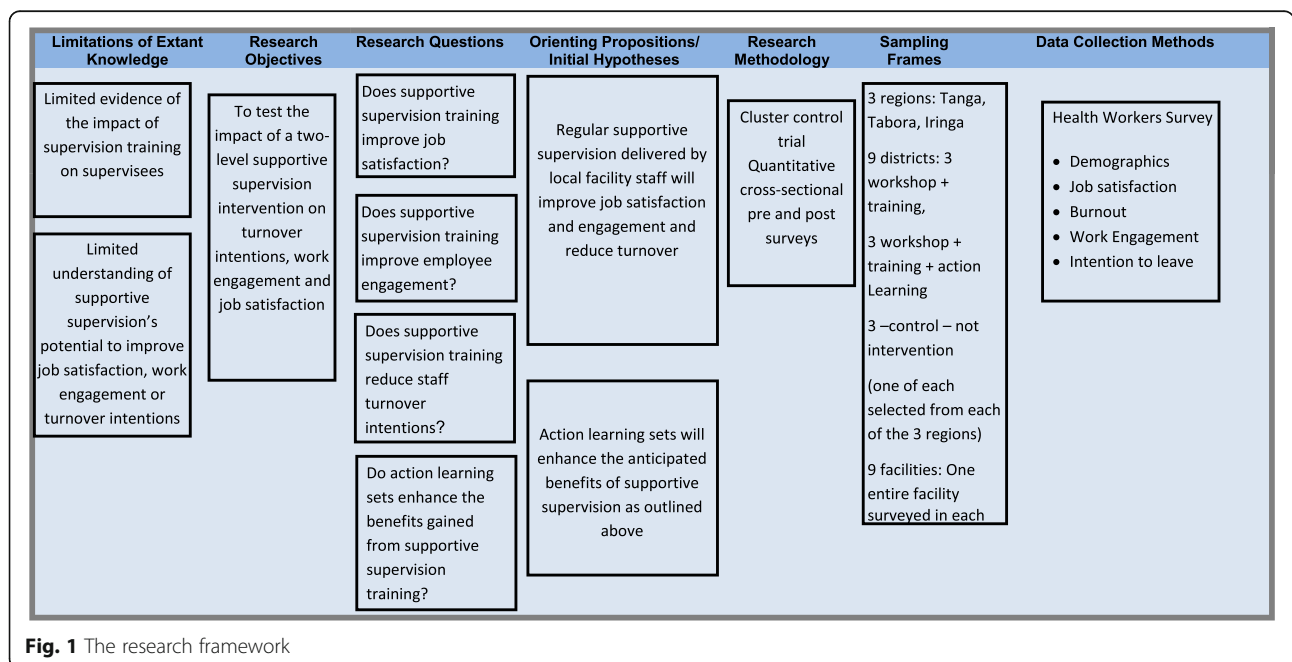 Limitations of Extant
Knowledge
Research
Objectives
Research Questions
Orienting Propositions/
Initial Hypotheses
Research
Methodology
Sampling
Frames
Data Collection Methods
Limited evidence of
the impact of
supervision training
on supervisees
Limited
understanding of
supportive
supervision's
potential to improve
job satisfaction, work
engagement or
turnover intentions
To test the
impact of a two-
level supportive
supervision
intervention on
turnover
intentions, work
engagement and
job satisfaction
Does supportive
supervision training
improve job
satisfaction?
Does supportive
supervision training
improve employee
engagement?
Does supportive
supervision training
reduce staff
turnover
intentions?
Do action learning
sets enhance the
benefits gained
from supportive
supervision
training?
Regular supportive
supervision delivered by
local facility staff will
improve job satisfaction
and engagement and
reduce turnover
Action learning sets will
enhance the anticipated
benefits of supportive
supervision as outlined
above
Cluster control
trial
Quantitative
cross-sectional
pre and post
surveys
3 regions: Tanga,
Tabora, Iringa
9 districts: 3
workshop +
training,
3 workshop +
training + action
Learning
3 –control – not
intervention
(one of each
selected from each
of the 3 regions)
9 facilities: One
entire facility
surveyed in each
Health Workers Survey
• Demographics
• Job satisfaction
• Burnout
• Work Engagement
• Intention to leave
Fig. 1 The research framework